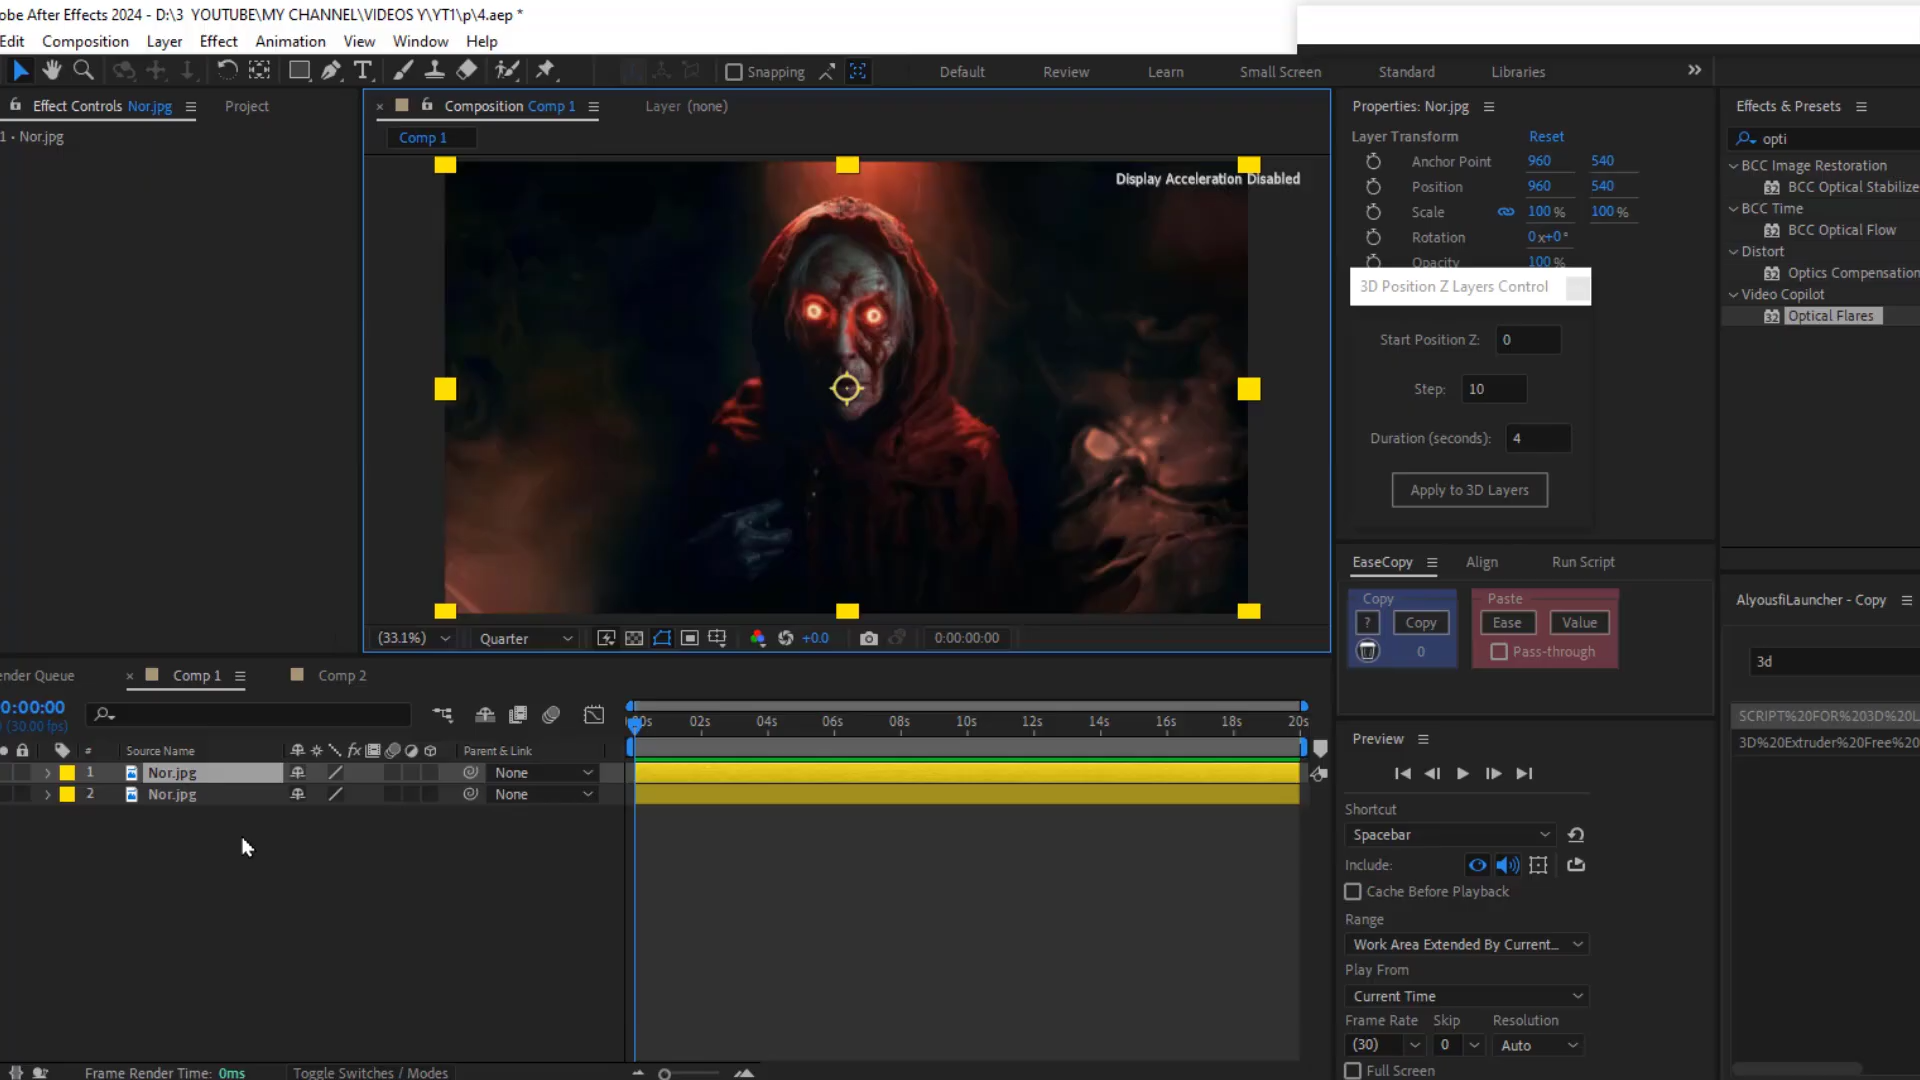 obe After Effects 2024 - D:\3  YOUTUBE\MY CHANNEL\VIDEOS Y\YT1\p\4.aep *
Edit Composition Layer Effect Animation View Window Help
Snapping Default Review Learn Small Screen Standard Libraries
Effect Controls Nor.jpg Project
1 • Nor.jpg
Composition Comp 1 Layer (none)
Comp 1
Display Acceleration Disabled
(33.1%) Quarter +0.0 0:00:00:00
Properties: Nor.jpg
Layer Transform Reset
Anchor Point 960 540
Position 960 540
Scale 100 % 100 %
Rotation 0x+0°
Opacity 100 %
3D Position Z Layers Control
Start Position Z: 0
Step: 10
Duration (seconds): 4
Apply to 3D Layers
EaseCopy Align Run Script
Copy Paste
? Copy Ease Value
0 Pass-through
Preview
Shortcut
Spacebar
Include:
Cache Before Playback
Range
Work Area Extended By Current...
Play From
Current Time
Frame Rate Skip Resolution
(30) 0 Auto
Full Screen
Effects & Presets
opti
BCC Image Restoration
32 BCC Optical Stabilize
BCC Time
32 BCC Optical Flow
Distort
32 Optics Compensation
Video Copilot
32 Optical Flares
AlyousfiLauncher - Copy
3d
SCRIPT%20FOR%203D%20L
3D%20Extruder%20Free%20
ender Queue Comp 1 Comp 2
0:00:00
(30.00 fps)
00s 02s 04s 06s 08s 10s 12s 14s 16s 18s 20s
# Source Name fx Parent & Link
1 Nor.jpg None
2 Nor.jpg None
Frame Render Time: 0ms Toggle Switches / Modes